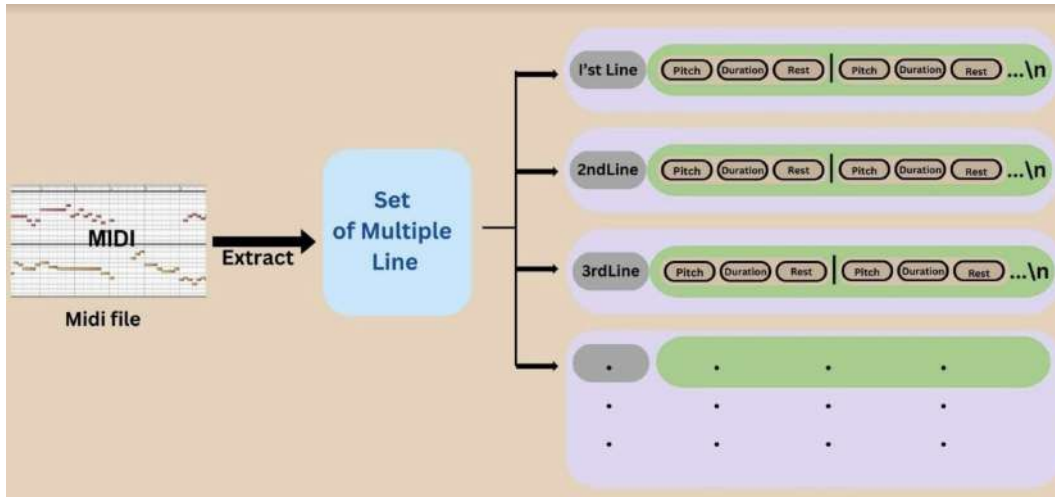 MIDI
Midi file
Extract
Set
of Multiple
Line
I'st Line Pitch Duration Rest | Pitch Duration Rest ...\n
2ndLine Pitch Duration Rest | Pitch Duration Rest ...\n
3rdLine Pitch Duration Rest | Pitch Duration Rest ...\n
. . . .
. . . .
. . . .